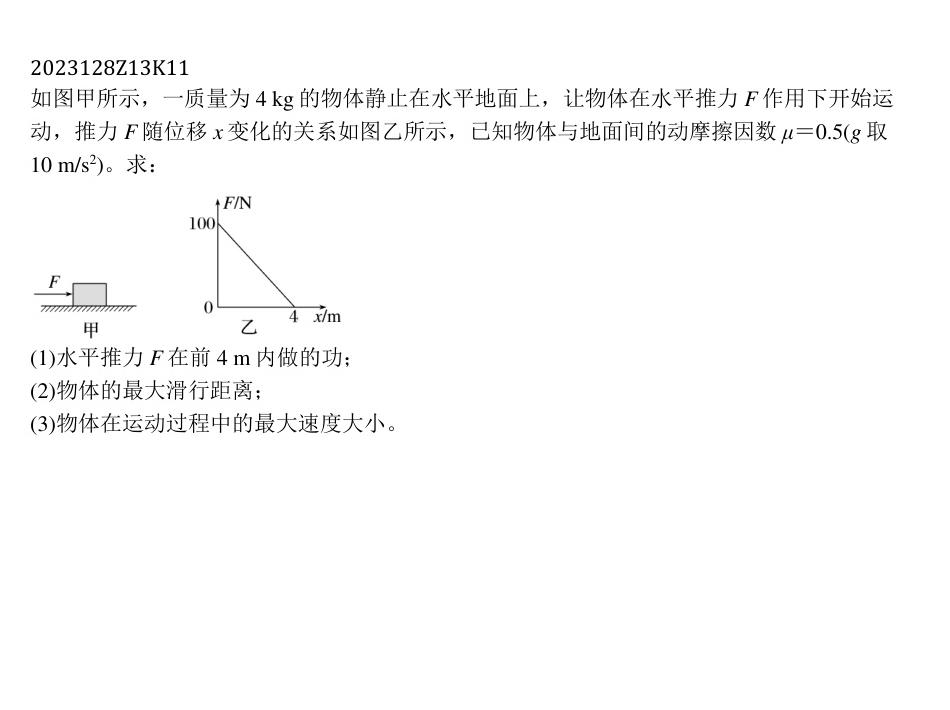 2023128Z13K11
如图甲所示，一质量为 4 kg 的物体静止在水平地面上，让物体在水平推力 F 作用下开始运
动，推力 F 随位移 x 变化的关系如图乙所示，已知物体与地面间的动摩擦因数 μ＝0.5(g 取
10 m/s²)。求：
F/N
100
F
0
4
x/m
甲
乙
(1)水平推力 F 在前 4 m 内做的功；
(2)物体的最大滑行距离；
(3)物体在运动过程中的最大速度大小。